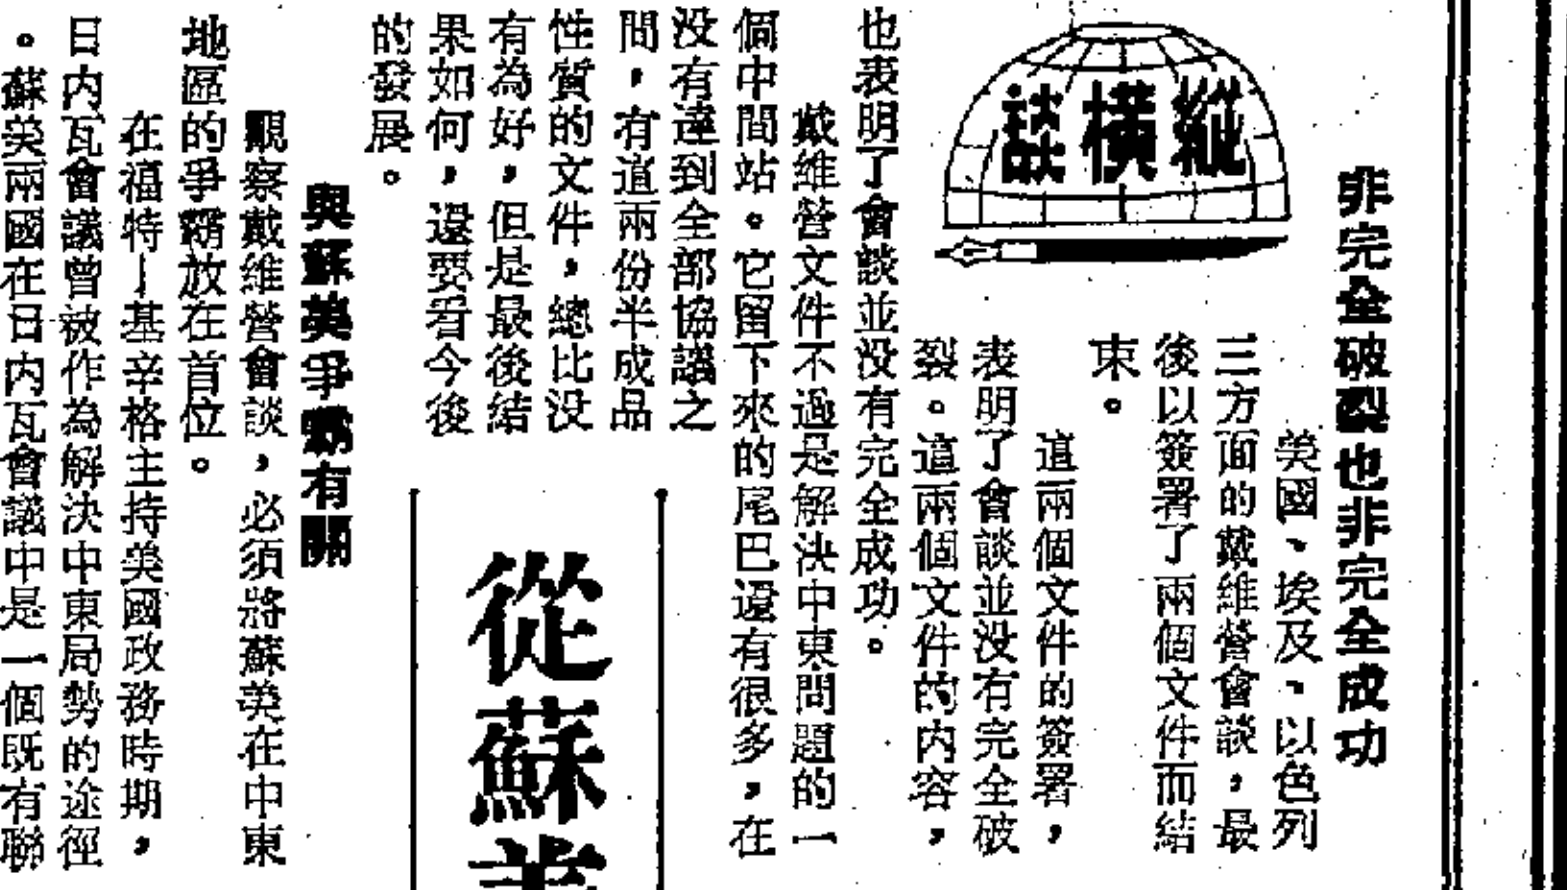 非完全破裂也非完全成功
縱橫談
美國、埃及、以色列
三方面的戴維營會談，最
後以簽署了兩個文件而結
束。
這兩個文件的簽署，
表明了會談並没有完全破
裂。這兩個文件的内容，
也表明了會談並没有完全成功。
戴維營文件不過是解決中東問題的一
個中間站。它留下來的尾巴還有很多，在
没有達到全部協議之
間，有這兩份半成品
性質的文件，總比没
有為好，但是最後結
果如何，還要看今後
的發展。
從蘇美
與蘇美爭霸有關
觀察戴維營會談，必須將蘇美在中東
地區的爭霸放在首位。
在福特—基辛格主持美國政務時期，
日内瓦會議曾被作為解決中東局勢的途徑
。蘇美兩國在日内瓦會議中是一個既有聯